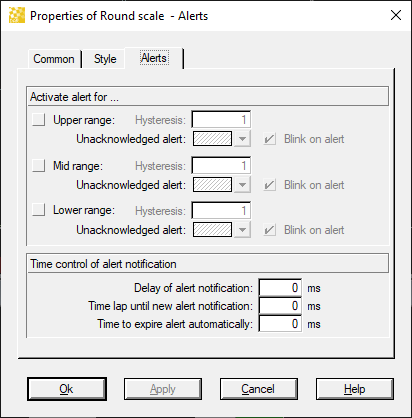 Properties of Round scale - Alerts
Common Style Alerts
Activate alert for ...
Upper range: Hysteresis: 1
Unacknowledged alert: Blink on alert
Mid range: Hysteresis: 1
Unacknowledged alert: Blink on alert
Lower range: Hysteresis: 1
Unacknowledged alert: Blink on alert
Time control of alert notification
Delay of alert notification: 0 ms
Time lap until new alert notification: 0 ms
Time to expire alert automatically: 0 ms
Ok Apply Cancel Help